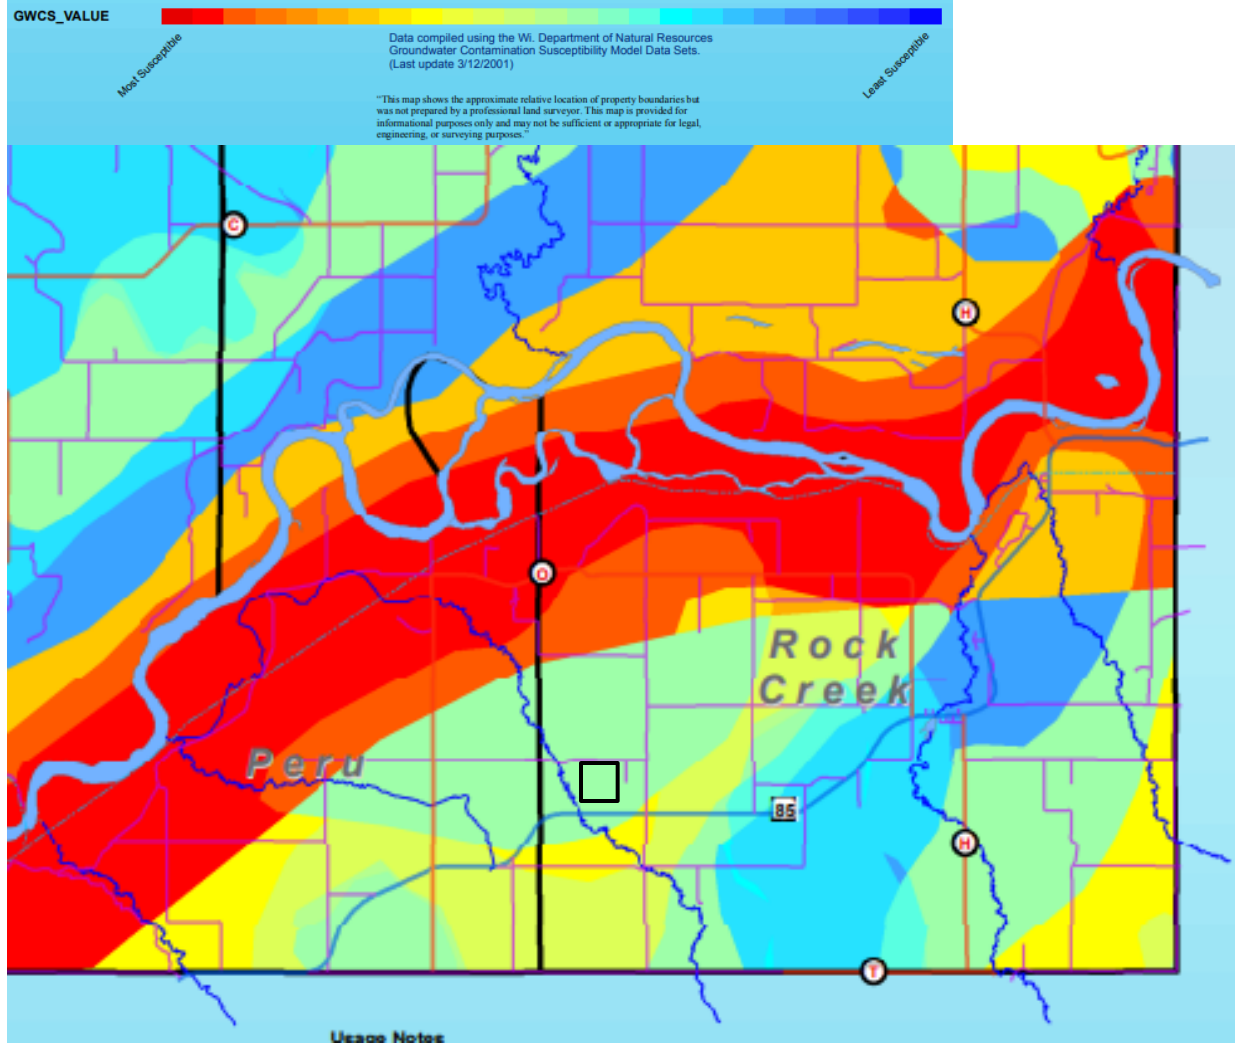 GWCS_VALUE
Most Susceptible
Data compiled using the Wi. Department of Natural Resources
Groundwater Contamination Susceptibility Model Data Sets.
(Last update 3/12/2001)
Least Susceptible
"This map shows the approximate relative location of property boundaries but
was not prepared by a professional land surveyor. This map is provided for
informational purposes only and may not be sufficient or appropriate for legal,
engineering, or surveying purposes."
C
H
O
Rock
Creek
Peru
85
H
T
Usage Notes